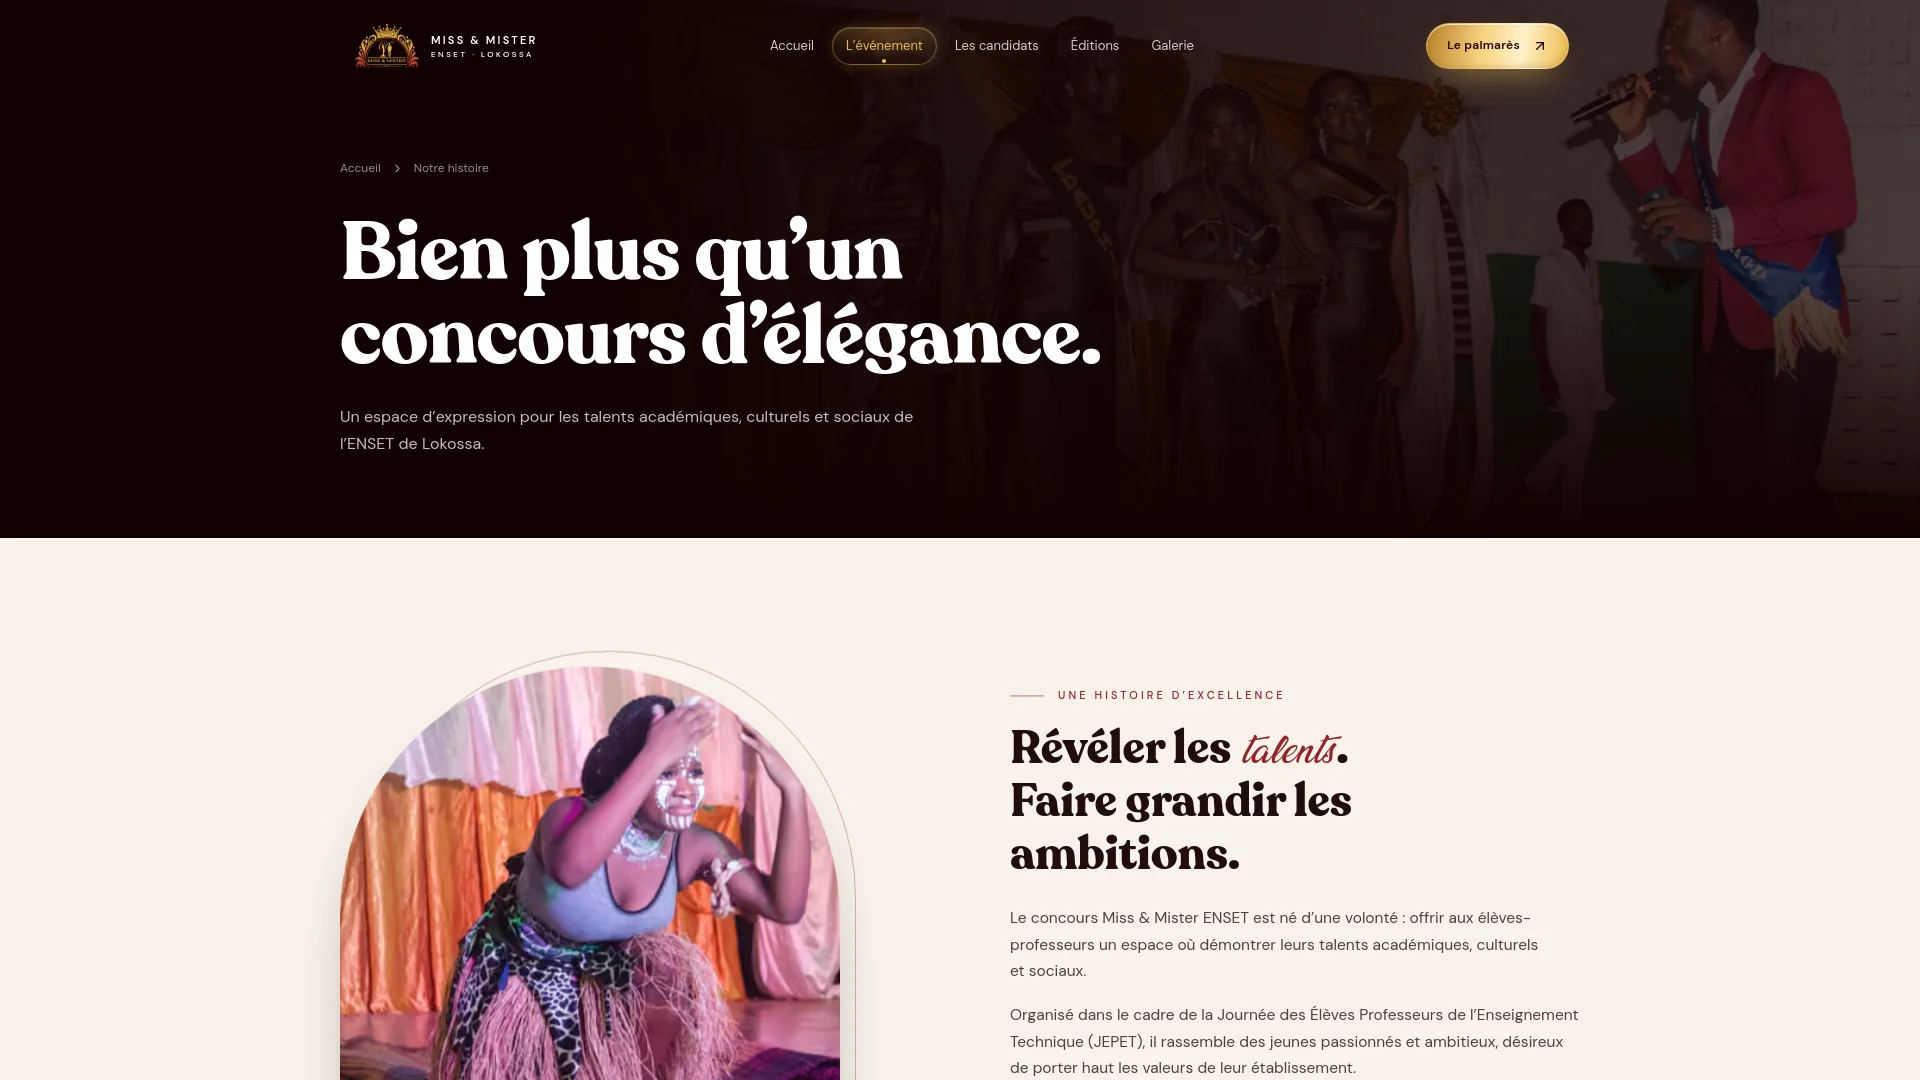 MISS & MISTER
ENSET · LOKOSSA
Accueil
L’événement
Les candidats
Éditions
Galerie
Le palmarès
Accueil
Notre histoire
Bien plus qu’un
concours d’élégance.
Un espace d’expression pour les talents académiques, culturels et sociaux de
l’ENSET de Lokossa.
UNE HISTOIRE D’EXCELLENCE
Révéler les talents.
Faire grandir les
ambitions.
Le concours Miss & Mister ENSET est né d’une volonté : offrir aux élèves-
professeurs un espace où démontrer leurs talents académiques, culturels
et sociaux.
Organisé dans le cadre de la Journée des Élèves Professeurs de l’Enseignement
Technique (JEPET), il rassemble des jeunes passionnés et ambitieux, désireux
de porter haut les valeurs de leur établissement.